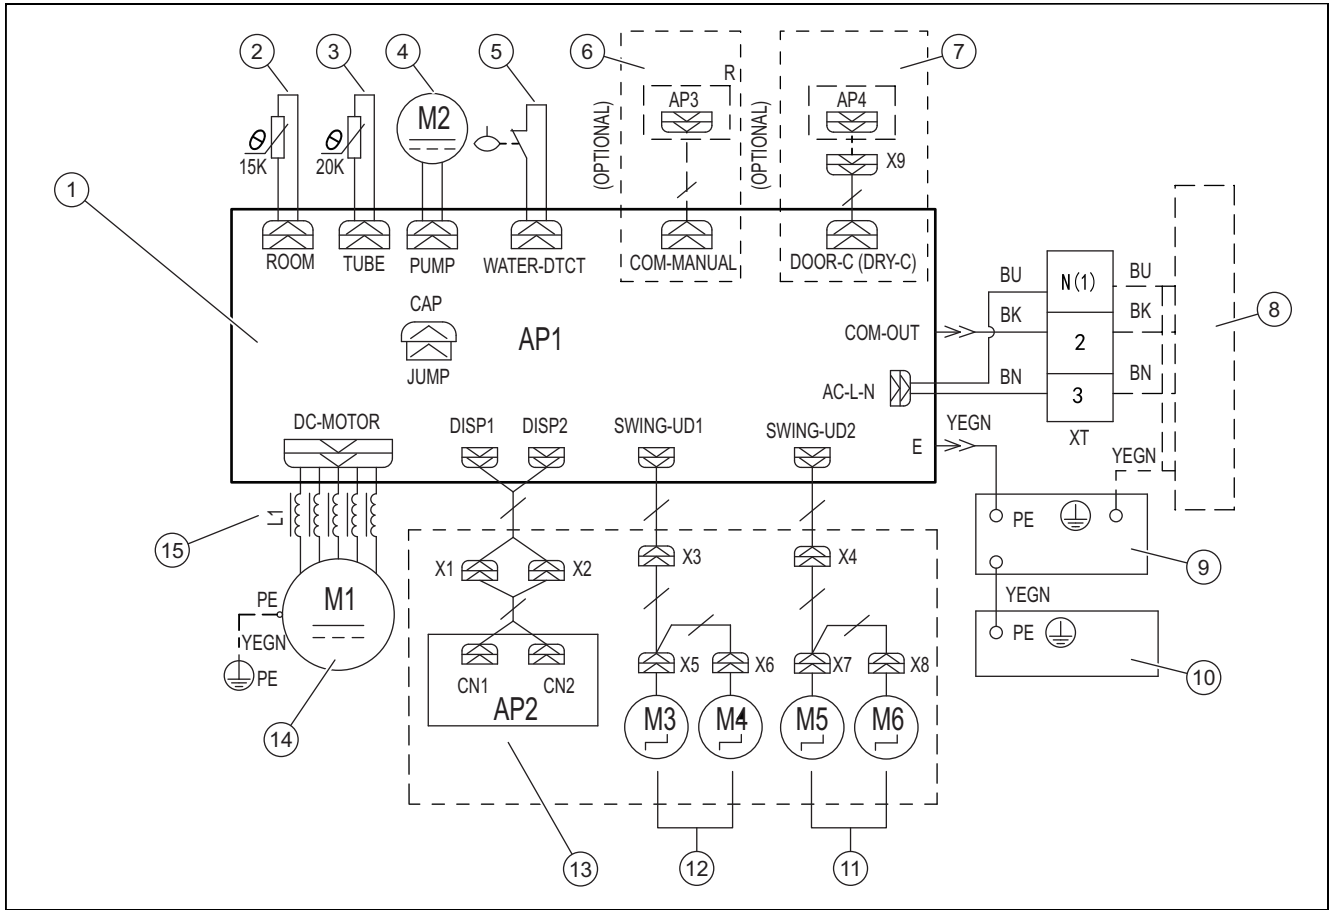 2
3
4
5
6
7
R
M2
AP3
AP4
θ
θ
15K
20K
(OPTIONAL)
(OPTIONAL)
X9
1
ROOM
TUBE
PUMP
WATER-DTCT
COM-MANUAL
DOOR-C (DRY-C)
BU
N(1)
BU
CAP
AP1
COM-OUT
BK
2
BK
8
JUMP
AC-L-N
BN
3
BN
XT
DC-MOTOR
DISP1
DISP2
SWING-UD1
SWING-UD2
E
YEGN
YEGN
L1
15
PE
9
X1
X2
X3
X4
M1
PE
YEGN
PE
YEGN
PE
10
X5
X6
X7
X8
CN1
CN2
AP2
M3
M4
M5
M6
14
13
12
11